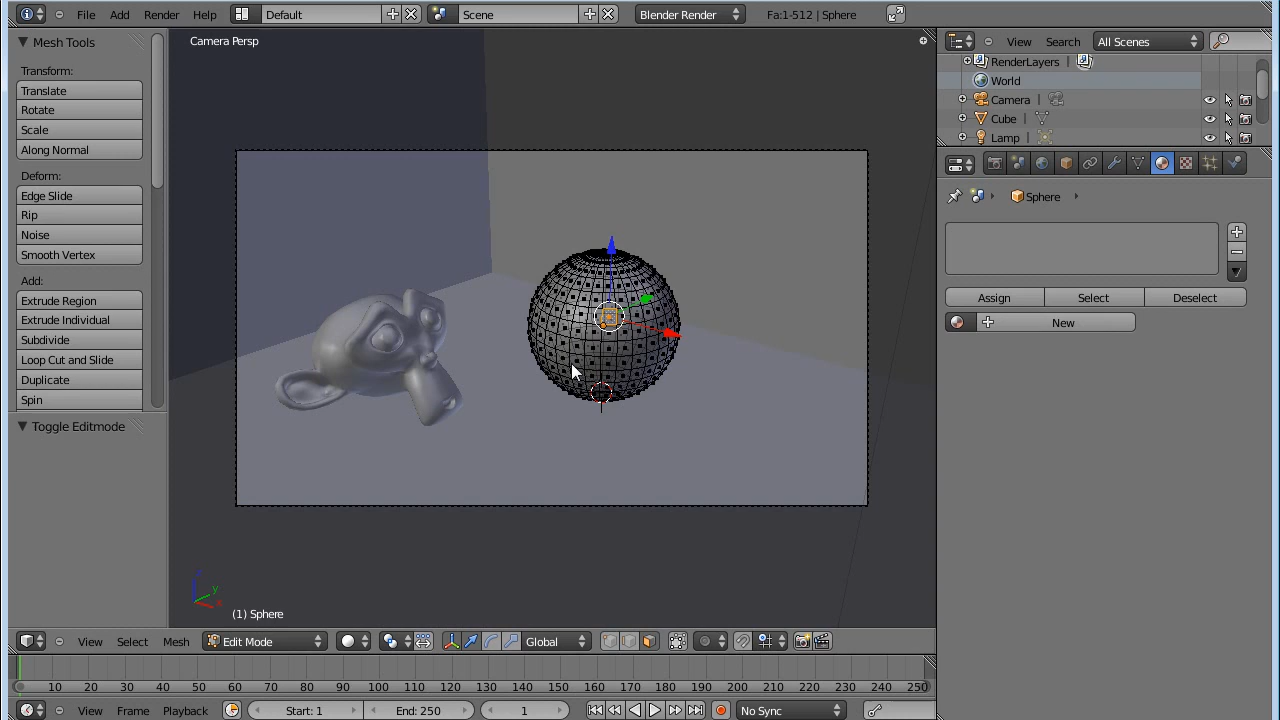 File Add Render Help Default Scene Blender Render Fa:1-512 | Sphere
Mesh Tools
Transform:
Translate
Rotate
Scale
Along Normal
Deform:
Edge Slide
Rip
Noise
Smooth Vertex
Add:
Extrude Region
Extrude Individual
Subdivide
Loop Cut and Slide
Duplicate
Spin
Toggle Editmode
Camera Persp
z
y
x
(1) Sphere
View Select Mesh Edit Mode Global
10 20 30 40 50 60 70 80 90 100 110 120 130 140 150 160 170 180 190 200 210 220 230 240 250
View Frame Playback Start: 1 End: 250 1 No Sync
View Search All Scenes
RenderLayers |
World
Camera |
Cube |
Lamp |
Sphere
Assign Select Deselect
New